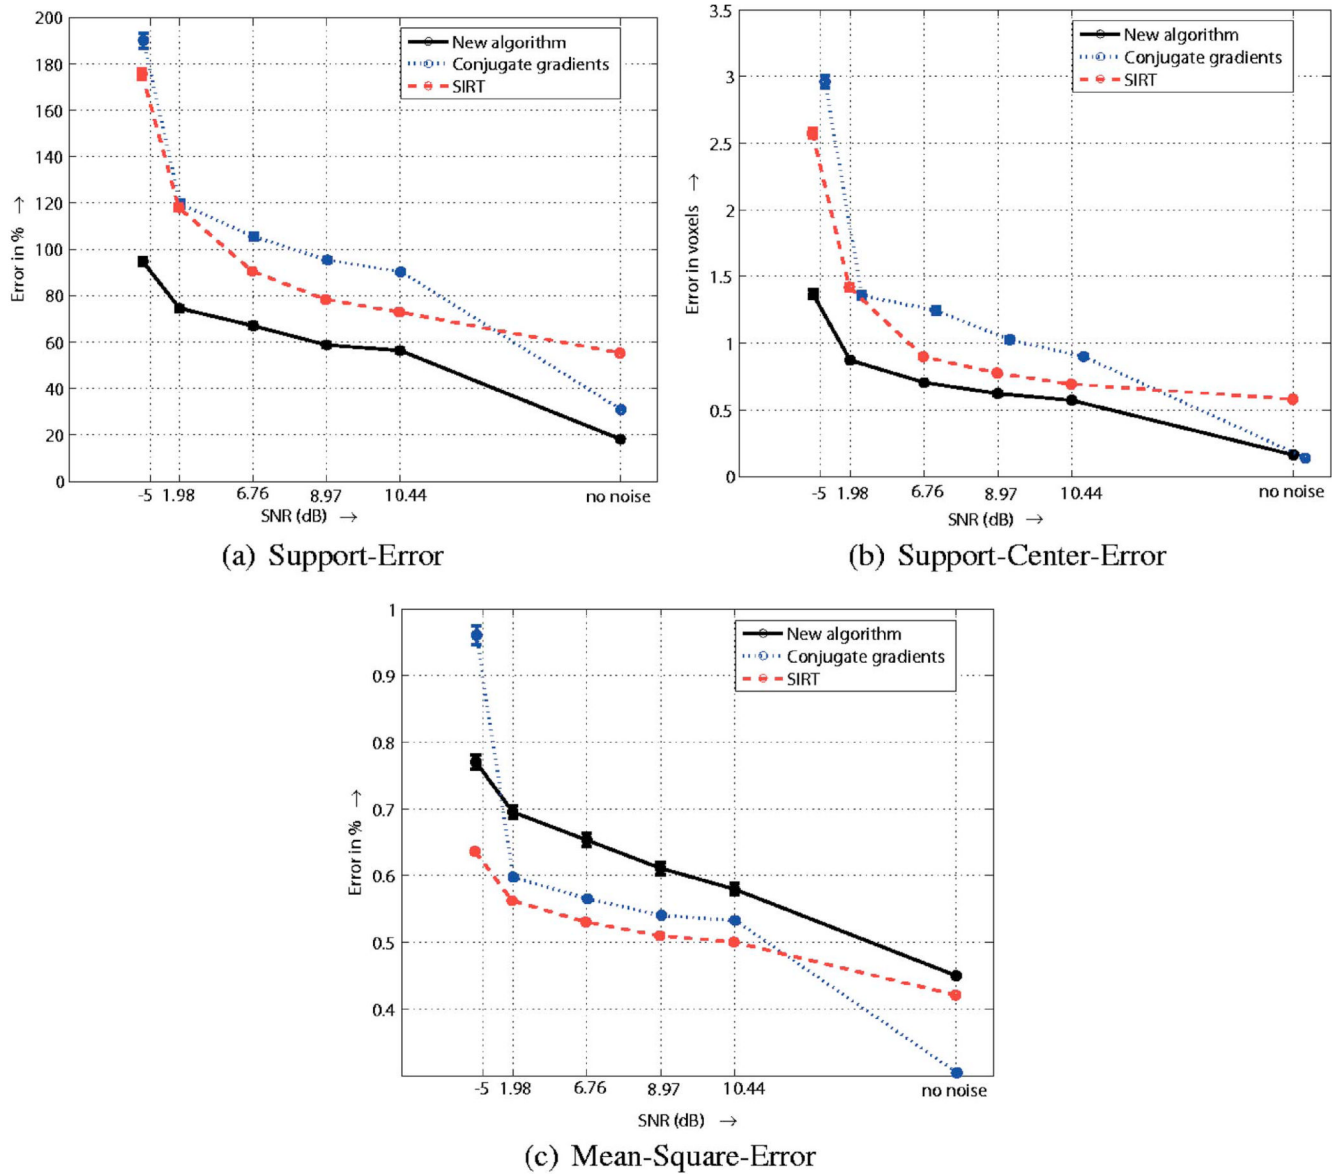 200
180
160
140
120
100
80
60
40
20
0
Error in % →
New algorithm
Conjugate gradients
SIRT
-5 1.98 6.76 8.97 10.44 no noise
SNR (dB) →
(a) Support-Error
3.5
3
2.5
2
1.5
1
0.5
0
Error in voxels →
New algorithm
Conjugate gradients
SIRT
-5 1.98 6.76 8.97 10.44 no noise
SNR (dB) →
(b) Support-Center-Error
1
0.9
0.8
0.7
0.6
0.5
0.4
Error in % →
New algorithm
Conjugate gradients
SIRT
-5 1.98 6.76 8.97 10.44 no noise
SNR (dB) →
(c) Mean-Square-Error